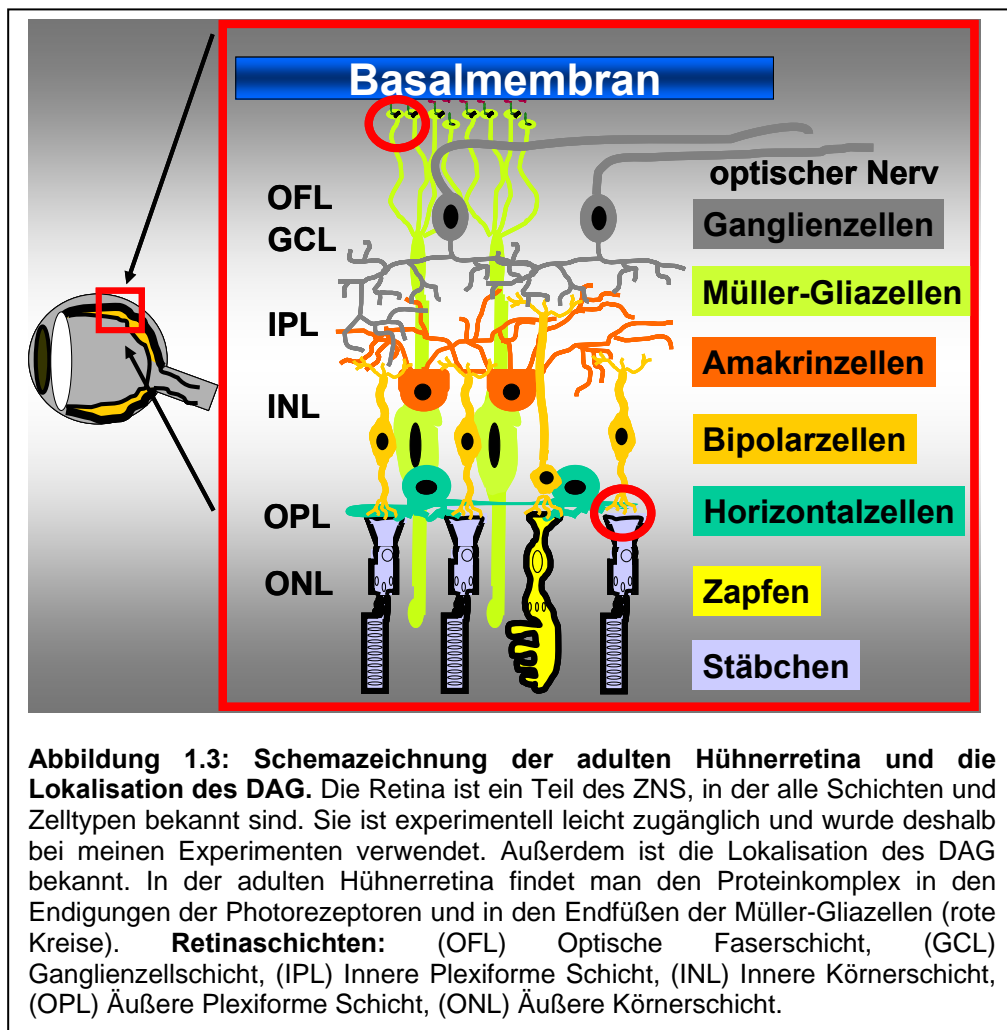 Basalmembran
optischer Nerv
OFL
GCL
Ganglienzellen
Müller-Gliazellen
IPL
Amakrinzellen
INL
Bipolarzellen
OPL
Horizontalzellen
ONL
Zapfen
Stäbchen
Abbildung 1.3: Schemazeichnung der adulten Hühnerretina und die
Lokalisation des DAG. Die Retina ist ein Teil des ZNS, in der alle Schichten und
Zelltypen bekannt sind. Sie ist experimentell leicht zugänglich und wurde deshalb
bei meinen Experimenten verwendet. Außerdem ist die Lokalisation des DAG
bekannt. In der adulten Hühnerretina findet man den Proteinkomplex in den
Endigungen der Photorezeptoren und in den Endfüßen der Müller-Gliazellen (rote
Kreise). Retinaschichten: (OFL) Optische Faserschicht, (GCL)
Ganglienzellschicht, (IPL) Innere Plexiforme Schicht, (INL) Innere Körnerschicht,
(OPL) Äußere Plexiforme Schicht, (ONL) Äußere Körnerschicht.